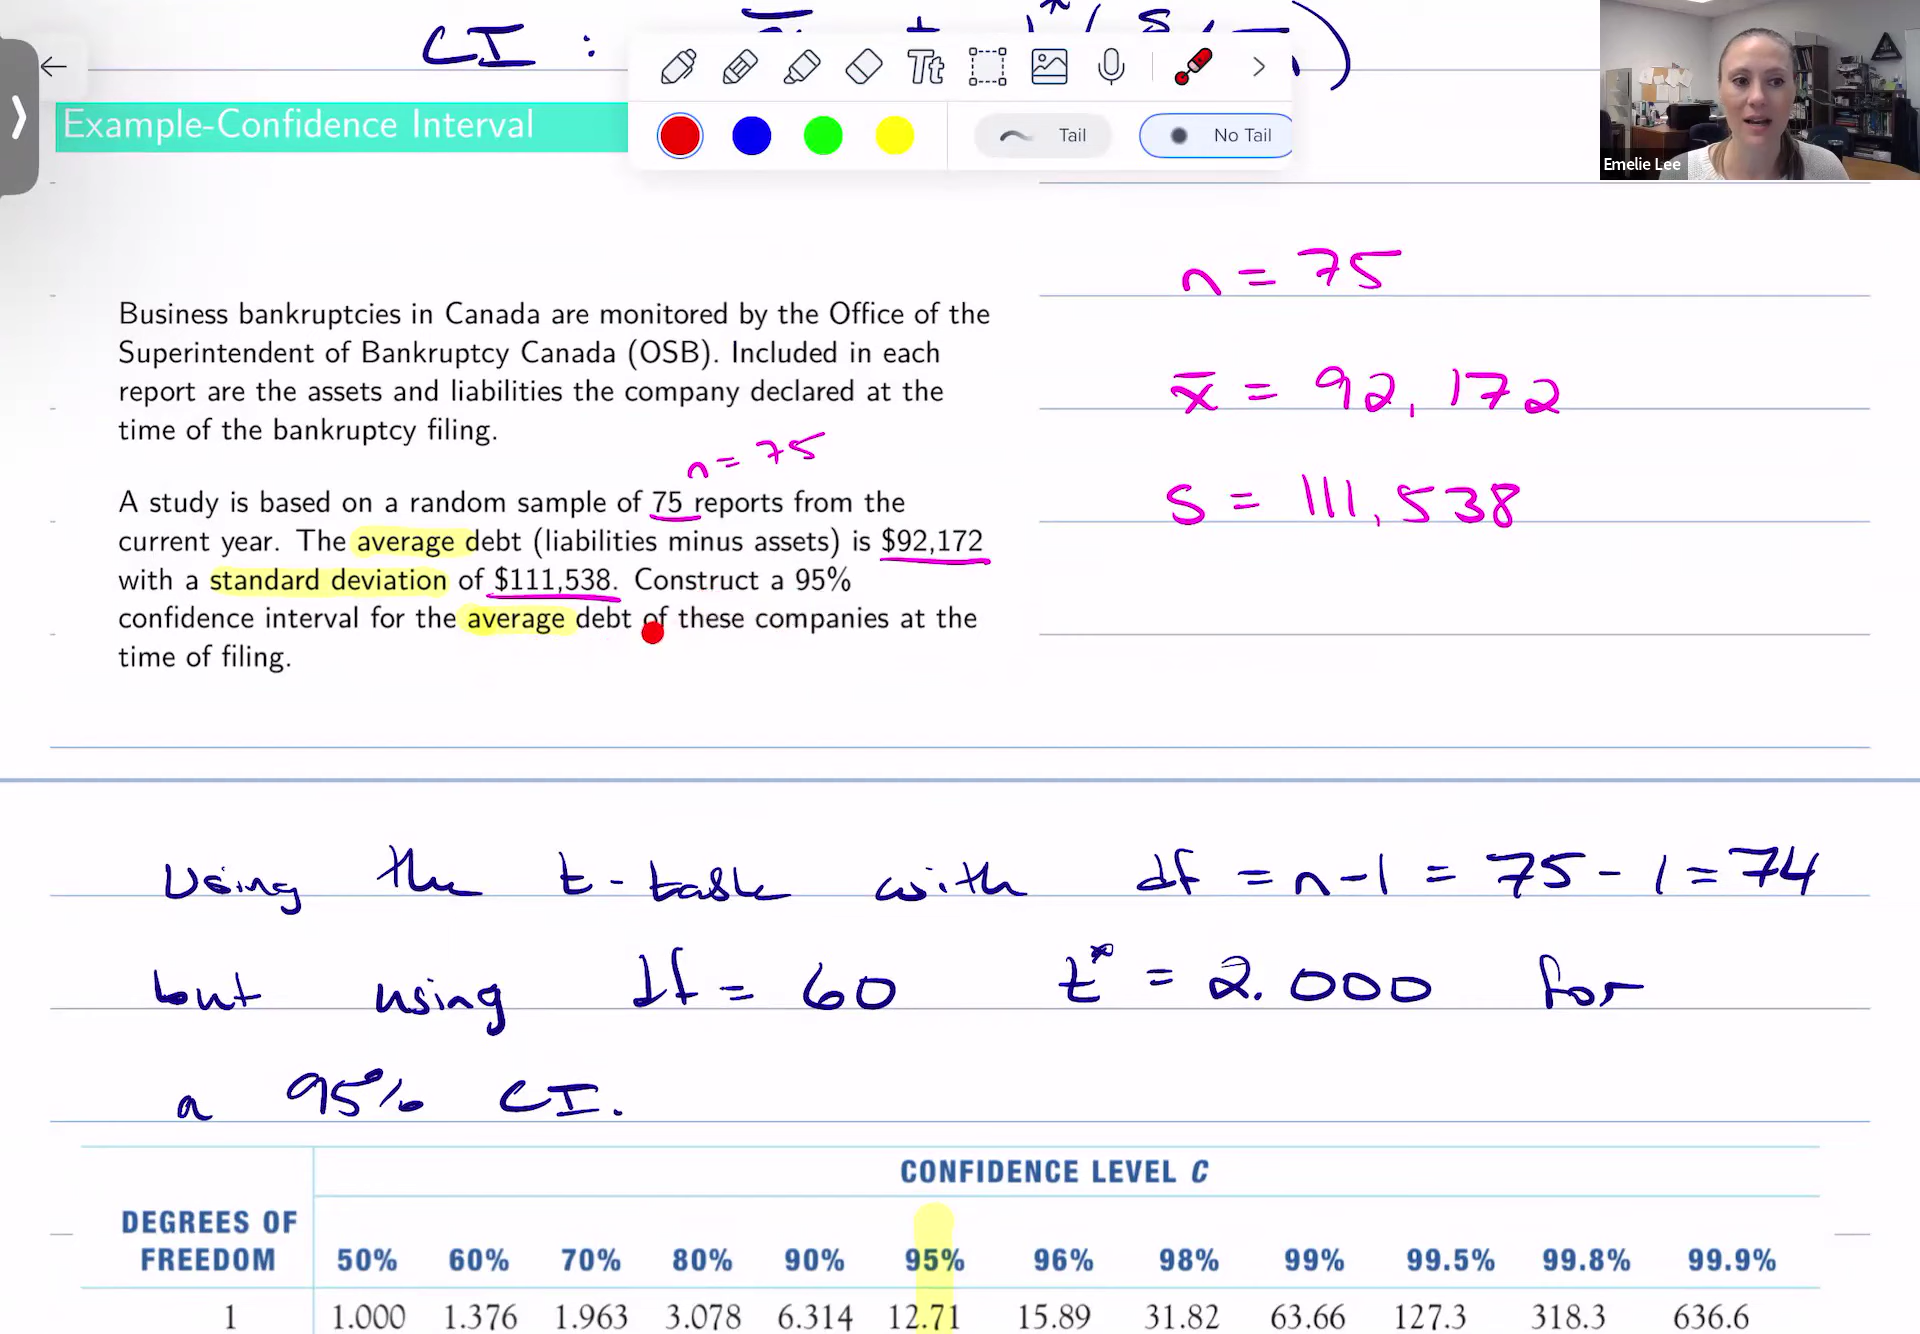 CI :
Tt
Tail
No Tail
Emelie Lee
Example-Confidence Interval
Business bankruptcies in Canada are monitored by the Office of the
Superintendent of Bankruptcy Canada (OSB). Included in each
report are the assets and liabilities the company declared at the
time of the bankruptcy filing.
n = 75
A study is based on a random sample of 75 reports from the
current year. The average debt (liabilities minus assets) is $92,172
with a standard deviation of $111,538. Construct a 95%
confidence interval for the average debt of these companies at the
time of filing.
n = 75
x̄ = 92,172
s = 111,538
Using the t-table with df = n-1 = 75 - 1 = 74
but using df = 60 t* = 2.000 for
a 95% CI.
CONFIDENCE LEVEL C
DEGREES OF
FREEDOM 50% 60% 70% 80% 90% 95% 96% 98% 99% 99.5% 99.8% 99.9%
1 1.000 1.376 1.963 3.078 6.314 12.71 15.89 31.82 63.66 127.3 318.3 636.6